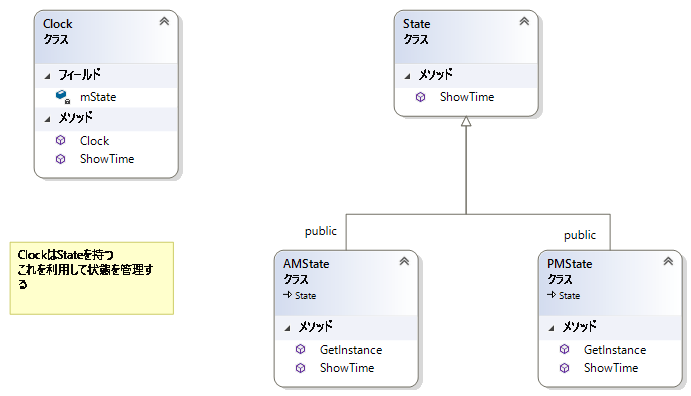 Clock
クラス
フィールド
mState
メソッド
Clock
ShowTime
State
クラス
メソッド
ShowTime
ClockはStateを持つ
これを利用して状態を管理す
る
public
public
AMState
クラス
State
メソッド
GetInstance
ShowTime
PMState
クラス
State
メソッド
GetInstance
ShowTime